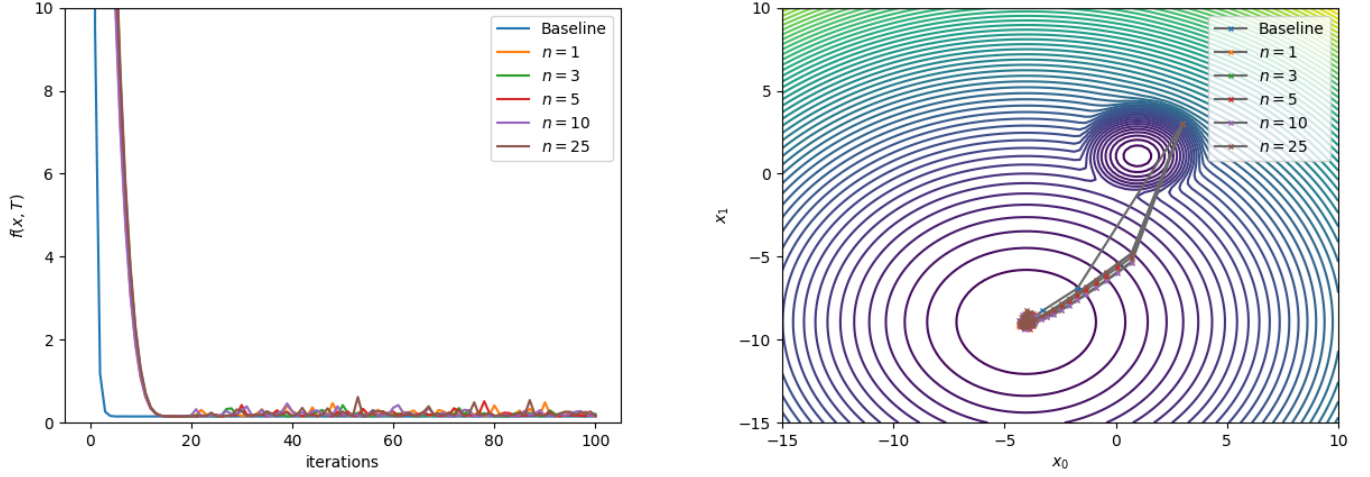 10
8
6
4
2
0
f(x, T)
0
20
40
60
80
100
iterations
Baseline
n = 1
n = 3
n = 5
n = 10
n = 25
10
5
0
−5
−10
−15
x₁
−15
−10
−5
0
5
10
x₀
Baseline
n = 1
n = 3
n = 5
n = 10
n = 25